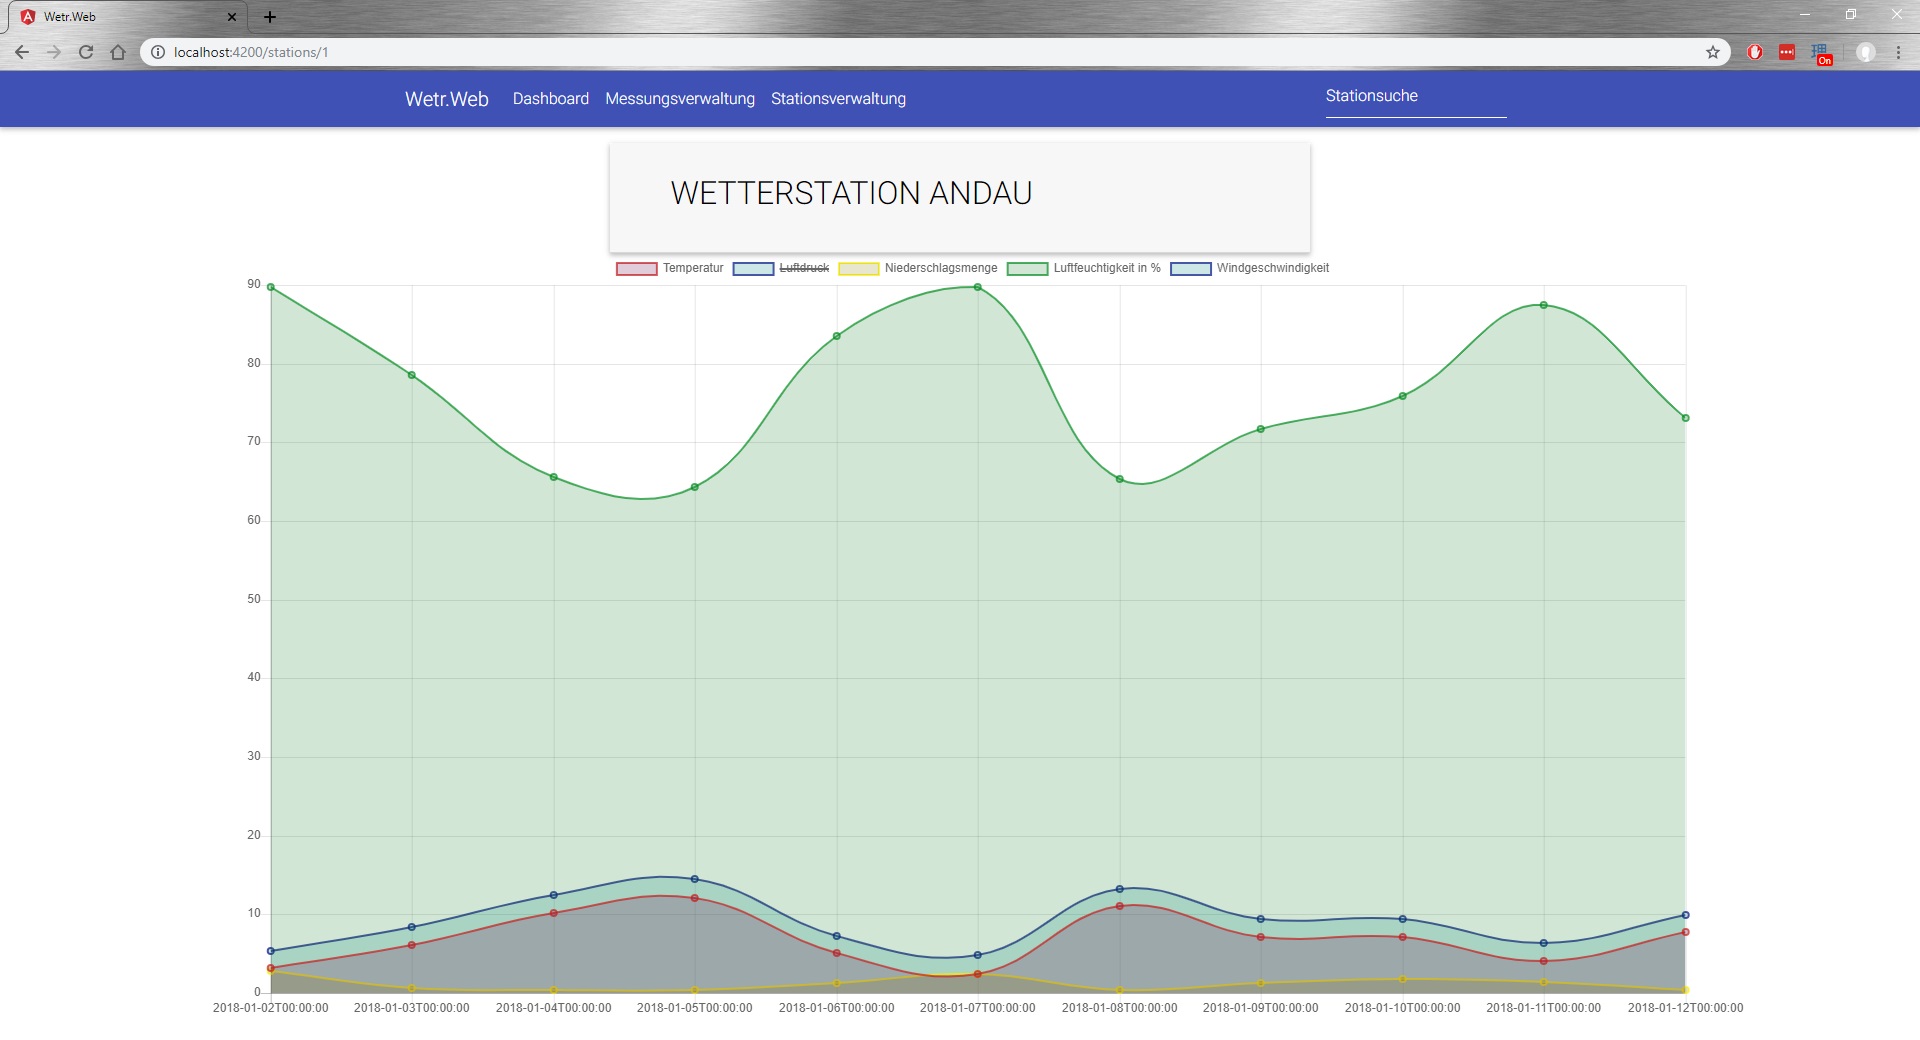 Wetr.Web
localhost:4200/stations/1
On
Wetr.Web Dashboard Messungsverwaltung Stationsverwaltung Stationsuche
WETTERSTATION ANDAU
Temperatur Luftdruck Niederschlagsmenge Luftfeuchtigkeit in % Windgeschwindigkeit
90
80
70
60
50
40
30
20
10
0
2018-01-02T00:00:00 2018-01-03T00:00:00 2018-01-04T00:00:00 2018-01-05T00:00:00 2018-01-06T00:00:00 2018-01-07T00:00:00 2018-01-08T00:00:00 2018-01-09T00:00:00 2018-01-10T00:00:00 2018-01-11T00:00:00 2018-01-12T00:00:00